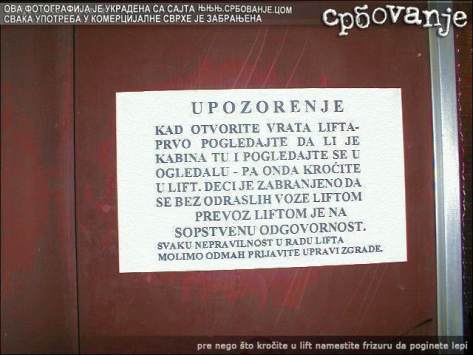 ОВА ФОТОГРАФИЈА ЈЕ УКРАДЕНА СА САЈТА ЊЊЊ.СРБОВАЊЕ.ЦОМ
СВАКА УПОТРЕБА У КОМЕРЦИЈАЛНЕ СВРХЕ ЈЕ ЗАБРАЊЕНА
србоvanje
UPOZORENJE
KAD OTVORITE VRATA LIFTA-
PRVO POGLEDAJTE DA LI JE
KABINA TU I POGLEDAJTE SE U
OGLEDALU - PA ONDA KROČITE
U LIFT. DECI JE ZABRANJENO DA
SE BEZ ODRASLIH VOZE LIFTOM
PREVOZ LIFTOM JE NA
SOPSTVENU ODGOVORNOST.
SVAKU NEPRAVILNOST U RADU LIFTA
MOLIMO ODMAH PRIJAVITE UPRAVI ZGRADE.
pre nego što kročite u lift namestite frizuru da poginete lepi